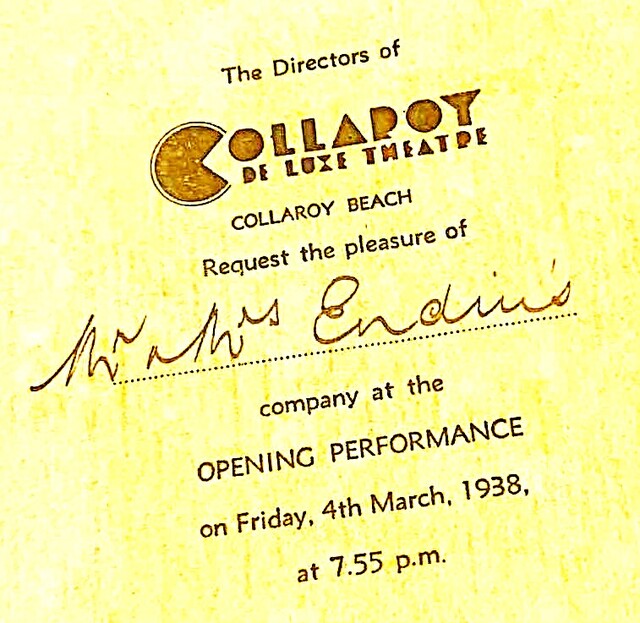 The Directors of
COLLAROY
DE LUXE THEATRE
COLLAROY BEACH
Request the pleasure of
Mr & Mrs Endin's
company at the
OPENING PERFORMANCE
on Friday, 4th March, 1938,
at 7.55 p.m.